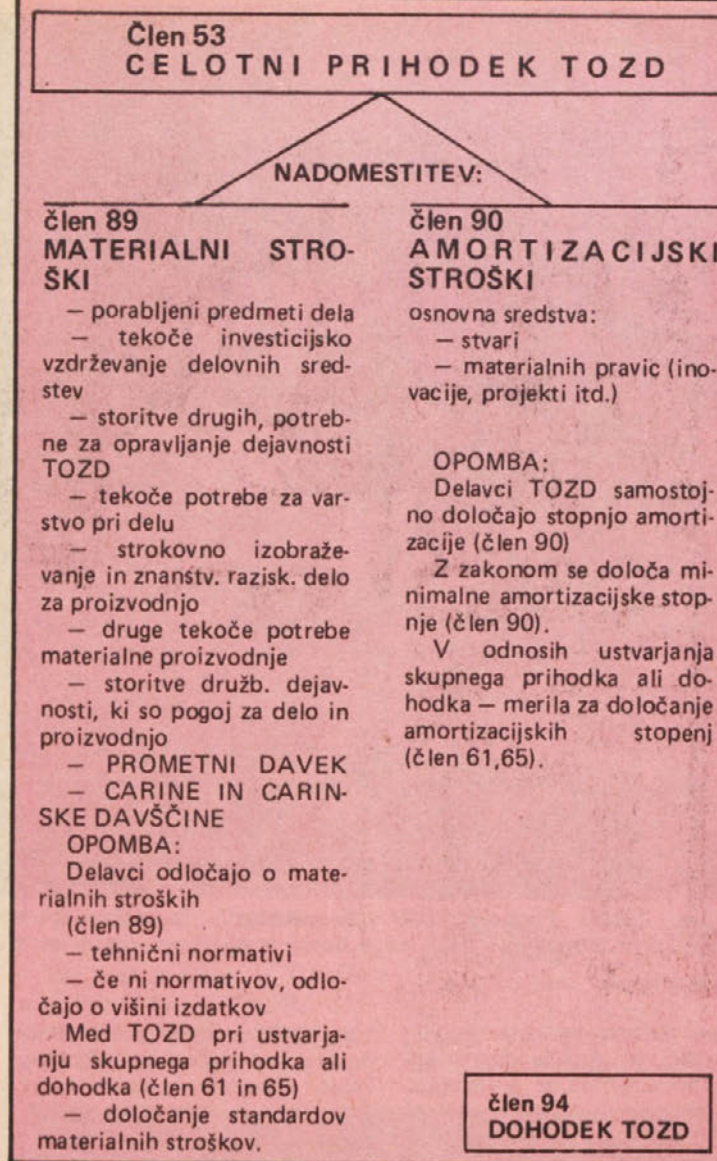 Člen 53
CELOTNI PRIHODEK TOZD
NADOMESTITEV:
člen 89
MATERIALNI STRO-
ŠKI
— porabljeni predmeti dela
— tekoče investicijsko
vzdrževanje delovnih sred-
stev
— storitve drugih, potreb-
ne za opravljanje dejavnosti
TOZD
— tekoče potrebe za var-
stvo pri delu
— strokovno izobraže-
vanje in znanstv. razisk. delo
za proizvodnjo
— druge tekoče potrebe
materialne proizvodnje
— storitve družb. dejav-
nosti, ki so pogoj za delo in
proizvodnjo
— PROMETNI DAVEK
— CARINE IN CARIN-
SKE DAVŠČINE
OPOMBA:
Delavci odločajo o mate-
rialnih stroških
(člen 89)
— tehnični normativi
— če ni normativov, odlo-
čajo o višini izdatkov
Med TOZD pri ustvarja-
nju skupnega prihodka ali
dohodka (člen 61 in 65)
— določanje standardov
materialnih stroškov.
člen 90
AMORTIZACIJSKI
STROŠKI
osnovna sredstva:
— stvari
— materialnih pravic (ino-
vacije, projekti itd.)
OPOMBA:
Delavci TOZD samostoj-
no določajo stopnjo amorti-
zacije (člen 90)
Z zakonom se določa mi-
nimalne amortizacijske stop-
nje (člen 90).
V odnosih ustvarjanja
skupnega prihodka ali do-
hodka — merila za določanje
amortizacijskih stopenj
(člen 61,65).
člen 94
DOHODEK TOZD